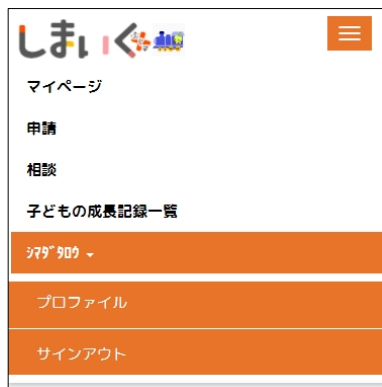 しまいく
マイページ
申請
相談
子どもの成長記録一覧
ｼﾏﾀﾞﾀﾛｳ
プロファイル
サインアウト